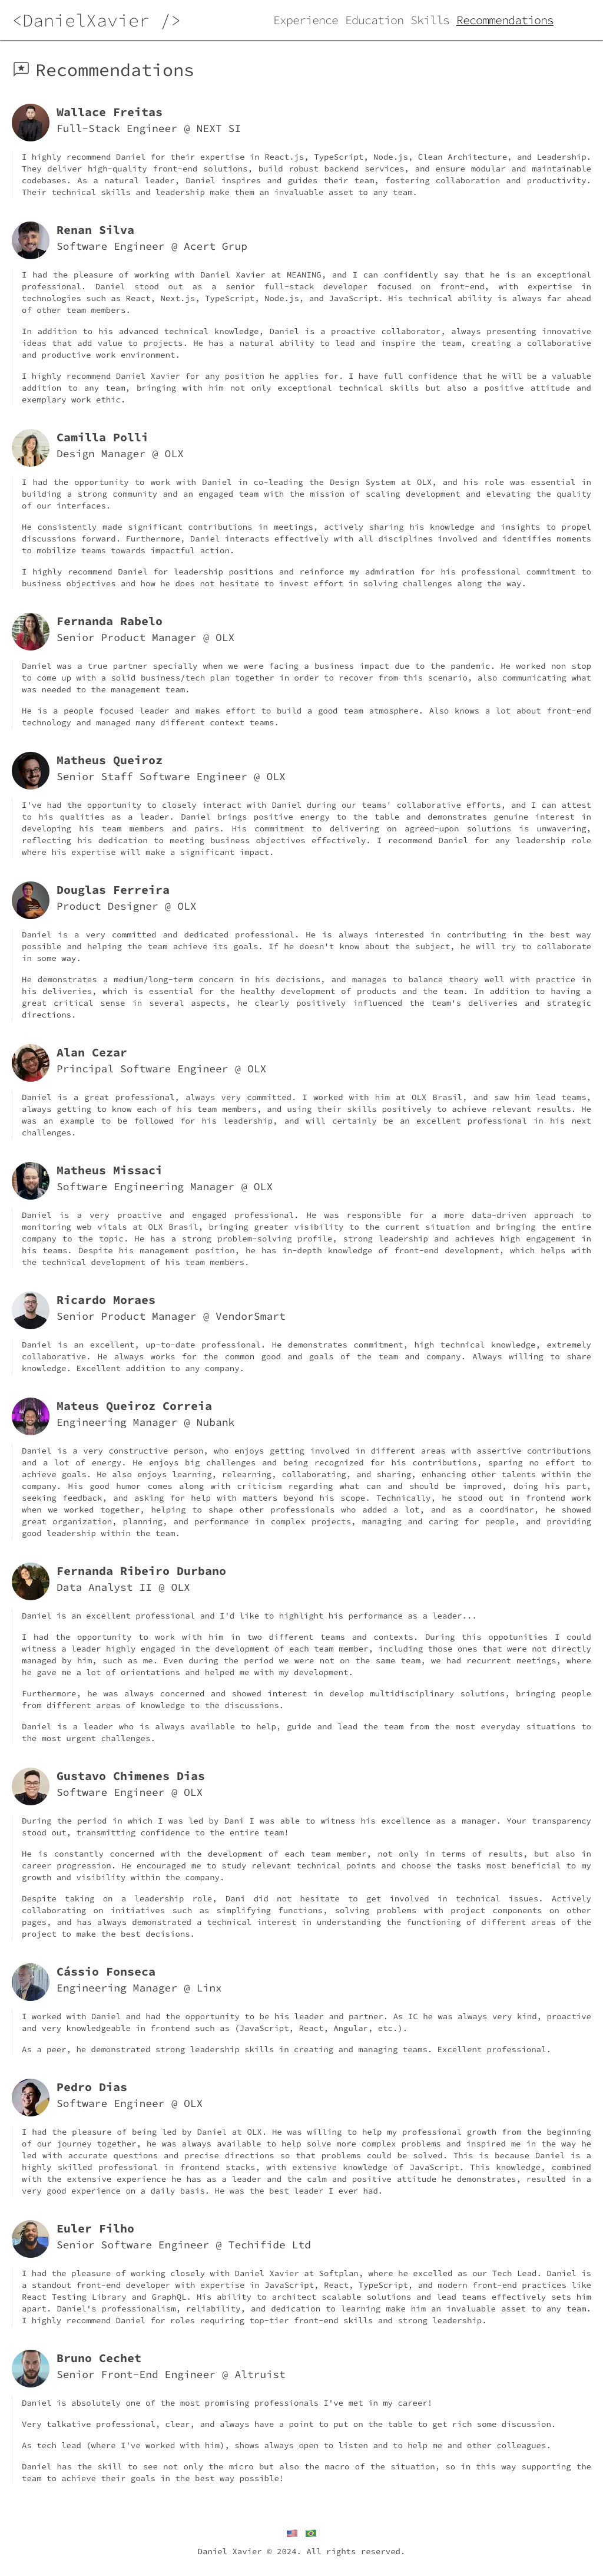 <DanielXavier />
Experience Education Skills Recommendations
Recommendations
Wallace Freitas
Full-Stack Engineer @ NEXT SI
I highly recommend Daniel for their expertise in React.js, TypeScript, Node.js, Clean Architecture, and Leadership.
They deliver high-quality front-end solutions, build robust backend services, and ensure modular and maintainable
codebases. As a natural leader, Daniel inspires and guides their team, fostering collaboration and productivity.
Their technical skills and leadership make them an invaluable asset to any team.
Renan Silva
Software Engineer @ Acert Grup
I had the pleasure of working with Daniel Xavier at MEANING, and I can confidently say that he is an exceptional
professional. Daniel stood out as a senior full-stack developer focused on front-end, with expertise in
technologies such as React, Next.js, TypeScript, Node.js, and JavaScript. His technical ability is always far ahead
of other team members.
In addition to his advanced technical knowledge, Daniel is a proactive collaborator, always presenting innovative
ideas that add value to projects. He has a natural ability to lead and inspire the team, creating a collaborative
and productive work environment.
I highly recommend Daniel Xavier for any position he applies for. I have full confidence that he will be a valuable
addition to any team, bringing with him not only exceptional technical skills but also a positive attitude and
exemplary work ethic.
Camilla Polli
Design Manager @ OLX
I had the opportunity to work with Daniel in co-leading the Design System at OLX, and his role was essential in
building a strong community and an engaged team with the mission of scaling development and elevating the quality
of our interfaces.
He consistently made significant contributions in meetings, actively sharing his knowledge and insights to propel
discussions forward. Furthermore, Daniel interacts effectively with all disciplines involved and identifies moments
to mobilize teams towards impactful action.
I highly recommend Daniel for leadership positions and reinforce my admiration for his professional commitment to
business objectives and how he does not hesitate to invest effort in solving challenges along the way.
Fernanda Rabelo
Senior Product Manager @ OLX
Daniel was a true partner specially when we were facing a business impact due to the pandemic. He worked non stop
to come up with a solid business/tech plan together in order to recover from this scenario, also communicating what
was needed to the management team.
He is a people focused leader and makes effort to build a good team atmosphere. Also knows a lot about front-end
technology and managed many different context teams.
Matheus Queiroz
Senior Staff Software Engineer @ OLX
I've had the opportunity to closely interact with Daniel during our teams' collaborative efforts, and I can attest
to his qualities as a leader. Daniel brings positive energy to the table and demonstrates genuine interest in
developing his team members and pairs. His commitment to delivering on agreed-upon solutions is unwavering,
reflecting his dedication to meeting business objectives effectively. I recommend Daniel for any leadership role
where his expertise will make a significant impact.
Douglas Ferreira
Product Designer @ OLX
Daniel is a very committed and dedicated professional. He is always interested in contributing in the best way
possible and helping the team achieve its goals. If he doesn't know about the subject, he will try to collaborate
in some way.
He demonstrates a medium/long-term concern in his decisions, and manages to balance theory well with practice in
his deliveries, which is essential for the healthy development of products and the team. In addition to having a
great critical sense in several aspects, he clearly positively influenced the team's deliveries and strategic
directions.
Alan Cezar
Principal Software Engineer @ OLX
Daniel is a great professional, always very committed. I worked with him at OLX Brasil, and saw him lead teams,
always getting to know each of his team members, and using their skills positively to achieve relevant results. He
was an example to be followed for his leadership, and will certainly be an excellent professional in his next
challenges.
Matheus Missaci
Software Engineering Manager @ OLX
Daniel is a very proactive and engaged professional. He was responsible for a more data-driven approach to
monitoring web vitals at OLX Brasil, bringing greater visibility to the current situation and bringing the entire
company to the topic. He has a strong problem-solving profile, strong leadership and achieves high engagement in
his teams. Despite his management position, he has in-depth knowledge of front-end development, which helps with
the technical development of his team members.
Ricardo Moraes
Senior Product Manager @ VendorSmart
Daniel is an excellent, up-to-date professional. He demonstrates commitment, high technical knowledge, extremely
collaborative. He always works for the common good and goals of the team and company. Always willing to share
knowledge. Excellent addition to any company.
Mateus Queiroz Correia
Engineering Manager @ Nubank
Daniel is a very constructive person, who enjoys getting involved in different areas with assertive contributions
and a lot of energy. He enjoys big challenges and being recognized for his contributions, sparing no effort to
achieve goals. He also enjoys learning, relearning, collaborating, and sharing, enhancing other talents within the
company. His good humor comes along with criticism regarding what can and should be improved, doing his part,
seeking feedback, and asking for help with matters beyond his scope. Technically, he stood out in frontend work
when we worked together, helping to shape other professionals who added a lot, and as a coordinator, he showed
great organization, planning, and performance in complex projects, managing and caring for people, and providing
good leadership within the team.
Fernanda Ribeiro Durbano
Data Analyst II @ OLX
Daniel is an excellent professional and I'd like to highlight his performance as a leader...
I had the opportunity to work with him in two different teams and contexts. During this oppotunities I could
witness a leader highly engaged in the development of each team member, including those ones that were not directly
managed by him, such as me. Even during the period we were not on the same team, we had recurrent meetings, where
he gave me a lot of orientations and helped me with my development.
Furthermore, he was always concerned and showed interest in develop multidisciplinary solutions, bringing people
from different areas of knowledge to the discussions.
Daniel is a leader who is always available to help, guide and lead the team from the most everyday situations to
the most urgent challenges.
Gustavo Chimenes Dias
Software Engineer @ OLX
During the period in which I was led by Dani I was able to witness his excellence as a manager. Your transparency
stood out, transmitting confidence to the entire team!
He is constantly concerned with the development of each team member, not only in terms of results, but also in
career progression. He encouraged me to study relevant technical points and choose the tasks most beneficial to my
growth and visibility within the company.
Despite taking on a leadership role, Dani did not hesitate to get involved in technical issues. Actively
collaborating on initiatives such as simplifying functions, solving problems with project components on other
pages, and has always demonstrated a technical interest in understanding the functioning of different areas of the
project to make the best decisions.
Cássio Fonseca
Engineering Manager @ Linx
I worked with Daniel and had the opportunity to be his leader and partner. As IC he was always very kind, proactive
and very knowledgeable in frontend such as (JavaScript, React, Angular, etc.).
As a peer, he demonstrated strong leadership skills in creating and managing teams. Excellent professional.
Pedro Dias
Software Engineer @ OLX
I had the pleasure of being led by Daniel at OLX. He was willing to help my professional growth from the beginning
of our journey together, he was always available to help solve more complex problems and inspired me in the way he
led with accurate questions and precise directions so that problems could be solved. This is because Daniel is a
highly skilled professional in frontend stacks, with extensive knowledge of JavaScript. This knowledge, combined
with the extensive experience he has as a leader and the calm and positive attitude he demonstrates, resulted in a
very good experience on a daily basis. He was the best leader I ever had.
Euler Filho
Senior Software Engineer @ Techifide Ltd
I had the pleasure of working closely with Daniel Xavier at Softplan, where he excelled as our Tech Lead. Daniel is
a standout front-end developer with expertise in JavaScript, React, TypeScript, and modern front-end practices like
React Testing Library and GraphQL. His ability to architect scalable solutions and lead teams effectively sets him
apart. Daniel's professionalism, reliability, and dedication to learning make him an invaluable asset to any team.
I highly recommend Daniel for roles requiring top-tier front-end skills and strong leadership.
Bruno Cechet
Senior Front-End Engineer @ Altruist
Daniel is absolutely one of the most promising professionals I've met in my career!
Very talkative professional, clear, and always have a point to put on the table to get rich some discussion.
As tech lead (where I've worked with him), shows always open to listen and to help me and other colleagues.
Daniel has the skill to see not only the micro but also the macro of the situation, so in this way supporting the
team to achieve their goals in the best way possible!
Daniel Xavier © 2024. All rights reserved.